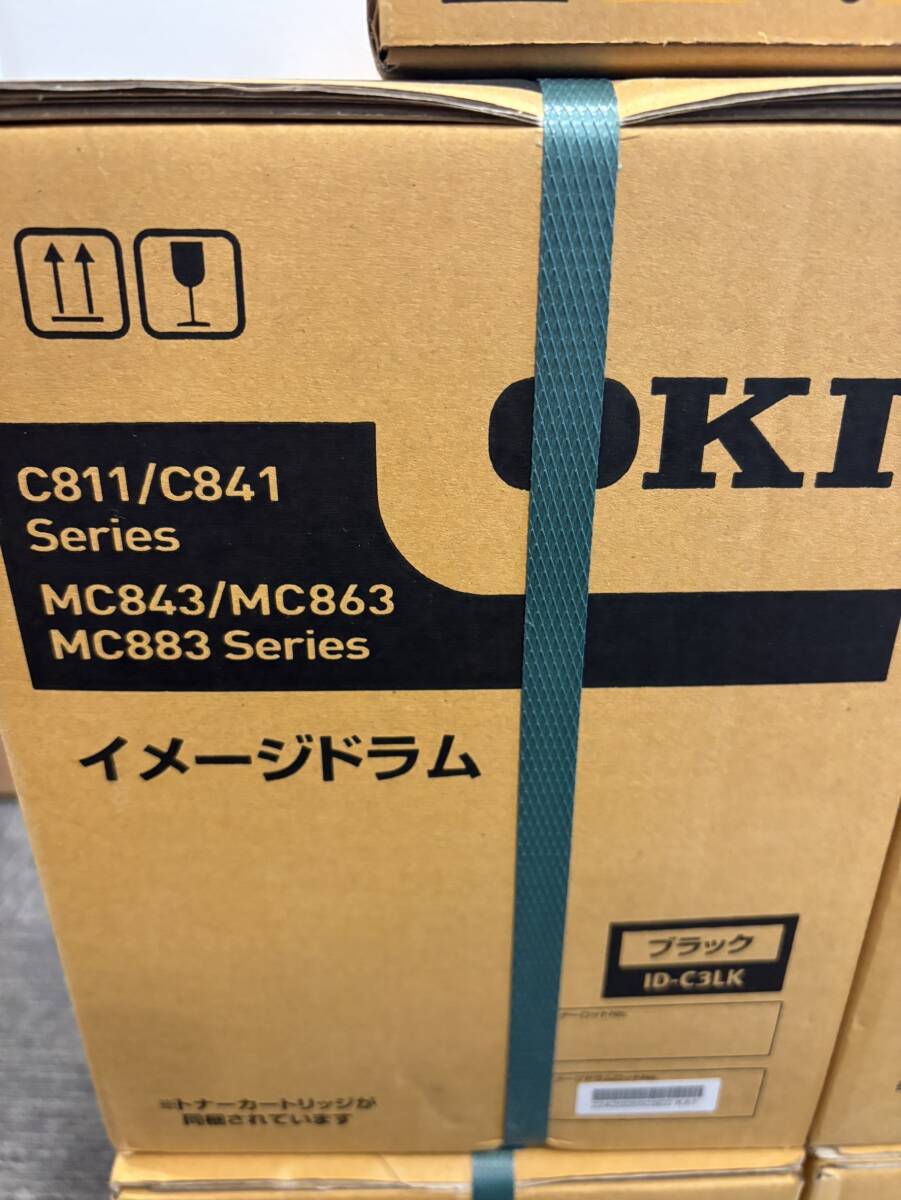 OKI
C811/C841
Series
MC843/MC863
MC883 Series
イメージドラム
ブラック
ID-C3LK
※トナーカートリッジが
同梱されています